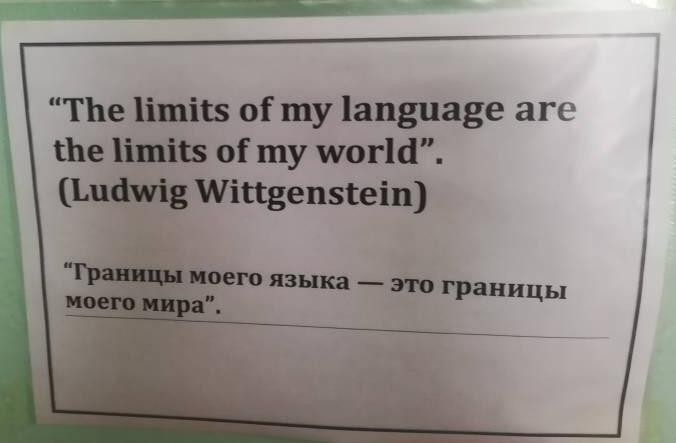 “The limits of my language are
the limits of my world”.
(Ludwig Wittgenstein)
“Границы моего языка — это границы
моего мира”.